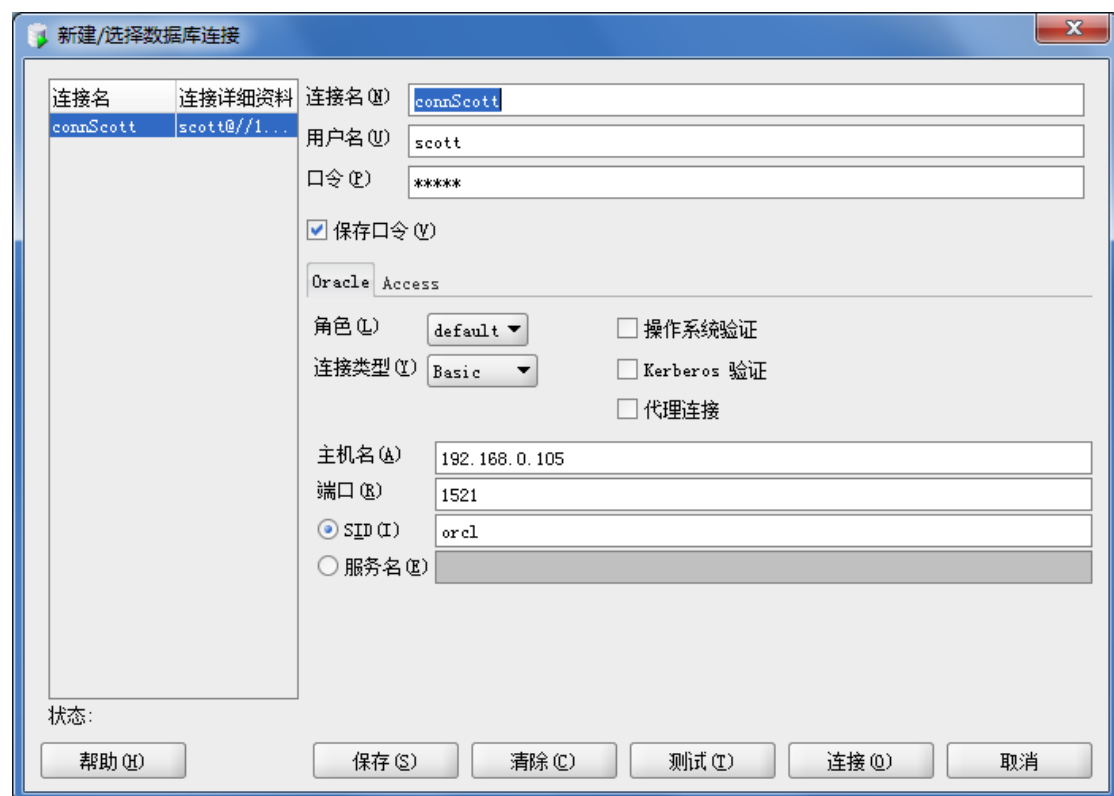 新建/选择数据库连接
连接名 连接详细资料
connScott scott@//1...
连接名(N) connScott
用户名(U) scott
口令(P) *****
保存口令(V)
Oracle Access
角色(L) default 操作系统验证
连接类型(Y) Basic Kerberos 验证
代理连接
主机名(A) 192.168.0.105
端口(R) 1521
SID(I) orcl
服务名(E)
状态:
帮助(H) 保存(S) 清除(C) 测试(T) 连接(O) 取消